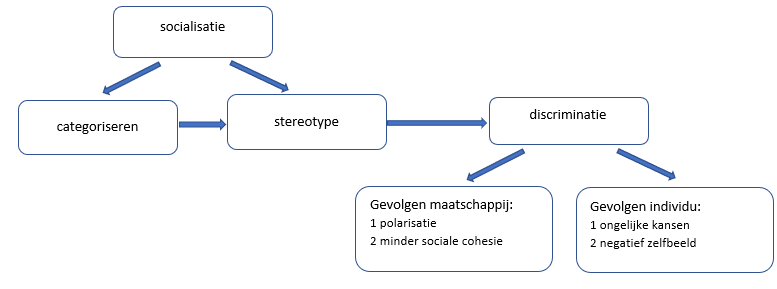 socialisatie
categoriseren
stereotype
discriminatie
Gevolgen maatschappij:
1 polarisatie
2 minder sociale cohesie
Gevolgen individu:
1 ongelijke kansen
2 negatief zelfbeeld